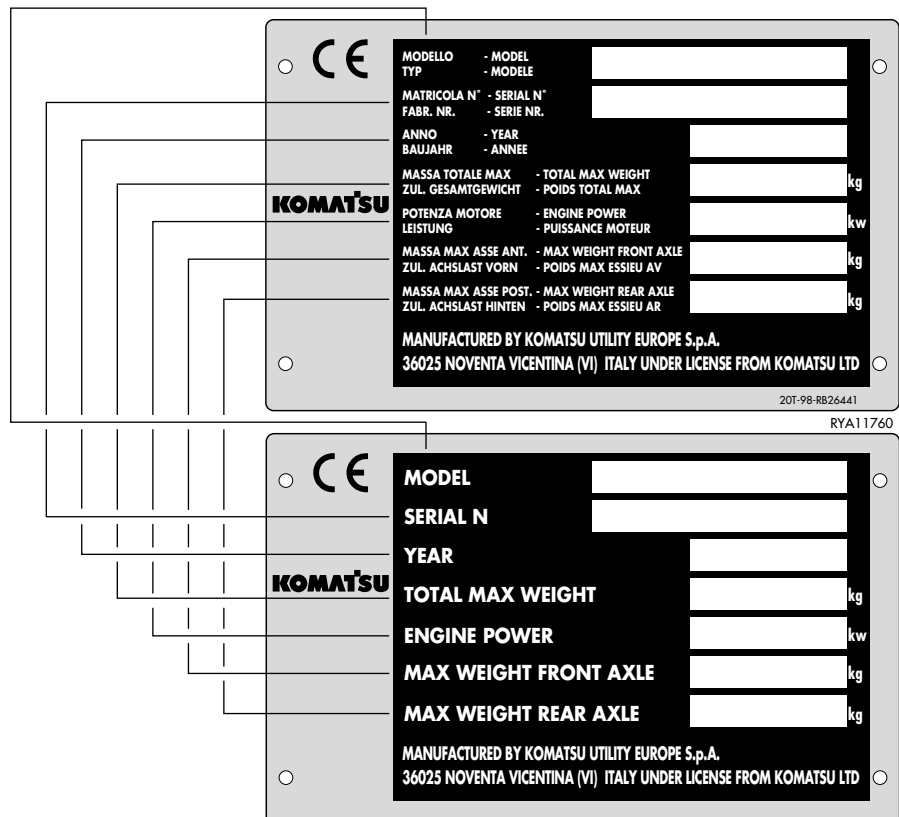 CE
MODELLO - MODEL
TYP - MODELE
MATRICOLA N° - SERIAL N°
FABR. NR. - SERIE NR.
ANNO - YEAR
BAUJAHR - ANNEE
MASSA TOTALE MAX - TOTAL MAX WEIGHT
ZUL. GESAMTGEWICHT - POIDS TOTAL MAX
kg
KOMATSU
POTENZA MOTORE - ENGINE POWER
LEISTUNG - PUISSANCE MOTEUR
kw
MASSA MAX ASSE ANT. - MAX WEIGHT FRONT AXLE
ZUL. ACHSLAST VORN - POIDS MAX ESSIEU AV
kg
MASSA MAX ASSE POST. - MAX WEIGHT REAR AXLE
ZUL. ACHSLAST HINTEN - POIDS MAX ESSIEU AR
kg
MANUFACTURED BY KOMATSU UTILITY EUROPE S.p.A.
36025 NOVENTA VICENTINA (VI) ITALY UNDER LICENSE FROM KOMATSU LTD
20T-98-RB26441
RYA11760
CE
MODEL
SERIAL N
YEAR
KOMATSU
TOTAL MAX WEIGHT kg
ENGINE POWER kw
MAX WEIGHT FRONT AXLE kg
MAX WEIGHT REAR AXLE kg
MANUFACTURED BY KOMATSU UTILITY EUROPE S.p.A.
36025 NOVENTA VICENTINA (VI) ITALY UNDER LICENSE FROM KOMATSU LTD